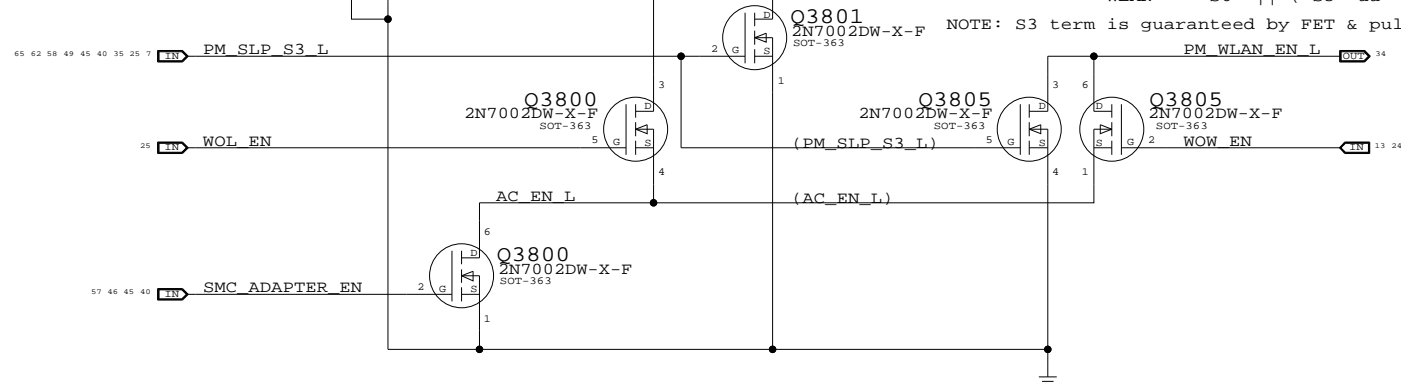 Q3801
2N7002DW-X-F
SOT-363
D
2 G S
1
NOTE: S3 term is guaranteed by FET & pul
65 62 58 49 45 40 35 25 7 IN PM_SLP_S3_L
PM_WLAN_EN_L OUT 34
3
Q3800
2N7002DW-X-F
SOT-363
D
5 G S
4
3
Q3805
2N7002DW-X-F
SOT-363
D
5 G S
4
6
Q3805
2N7002DW-X-F
SOT-363
D
S G 2
1
25 IN WOL_EN
(PM_SLP_S3_L)
WOW_EN IN 13 24
AC_EN_L
(AC_EN_L)
6
Q3800
2N7002DW-X-F
SOT-363
D
2 G S
1
57 46 45 40 IN SMC_ADAPTER_EN